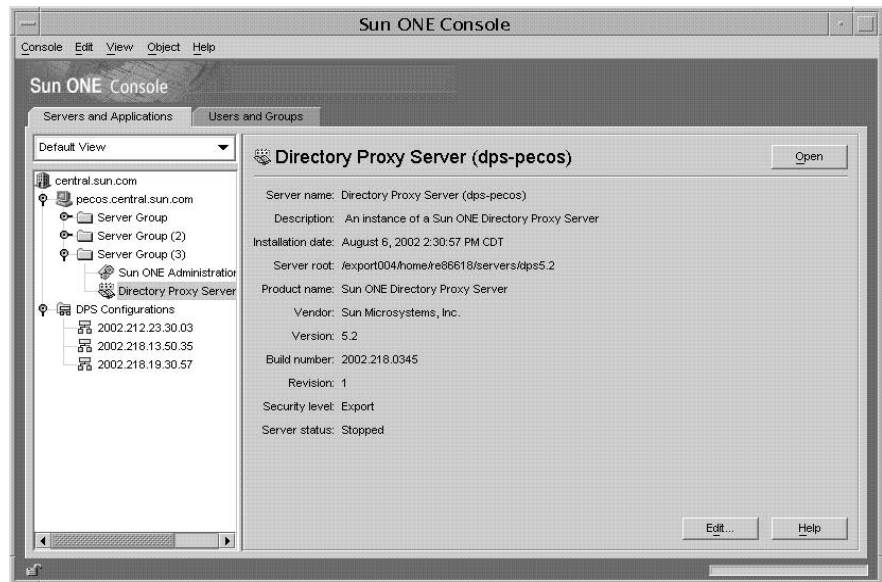 Sun ONE Console
Console Edit View Object Help
Sun ONE Console
Servers and Applications Users and Groups
Default View
central.sun.com
pecos.central.sun.com
Server Group
Server Group (2)
Server Group (3)
Sun ONE Administration
Directory Proxy Server
DPS Configurations
2002.212.23.30.03
2002.218.13.50.35
2002.218.19.30.57
Directory Proxy Server (dps-pecos)
Open
Server name: Directory Proxy Server (dps-pecos)
Description: An instance of a Sun ONE Directory Proxy Server
Installation date: August 6, 2002 2:30:57 PM CDT
Server root: /export004/home/re86618/servers/dps5.2
Product name: Sun ONE Directory Proxy Server
Vendor: Sun Microsystems, Inc.
Version: 5.2
Build number: 2002.218.0345
Revision: 1
Security level: Export
Server status: Stopped
Edit... Help